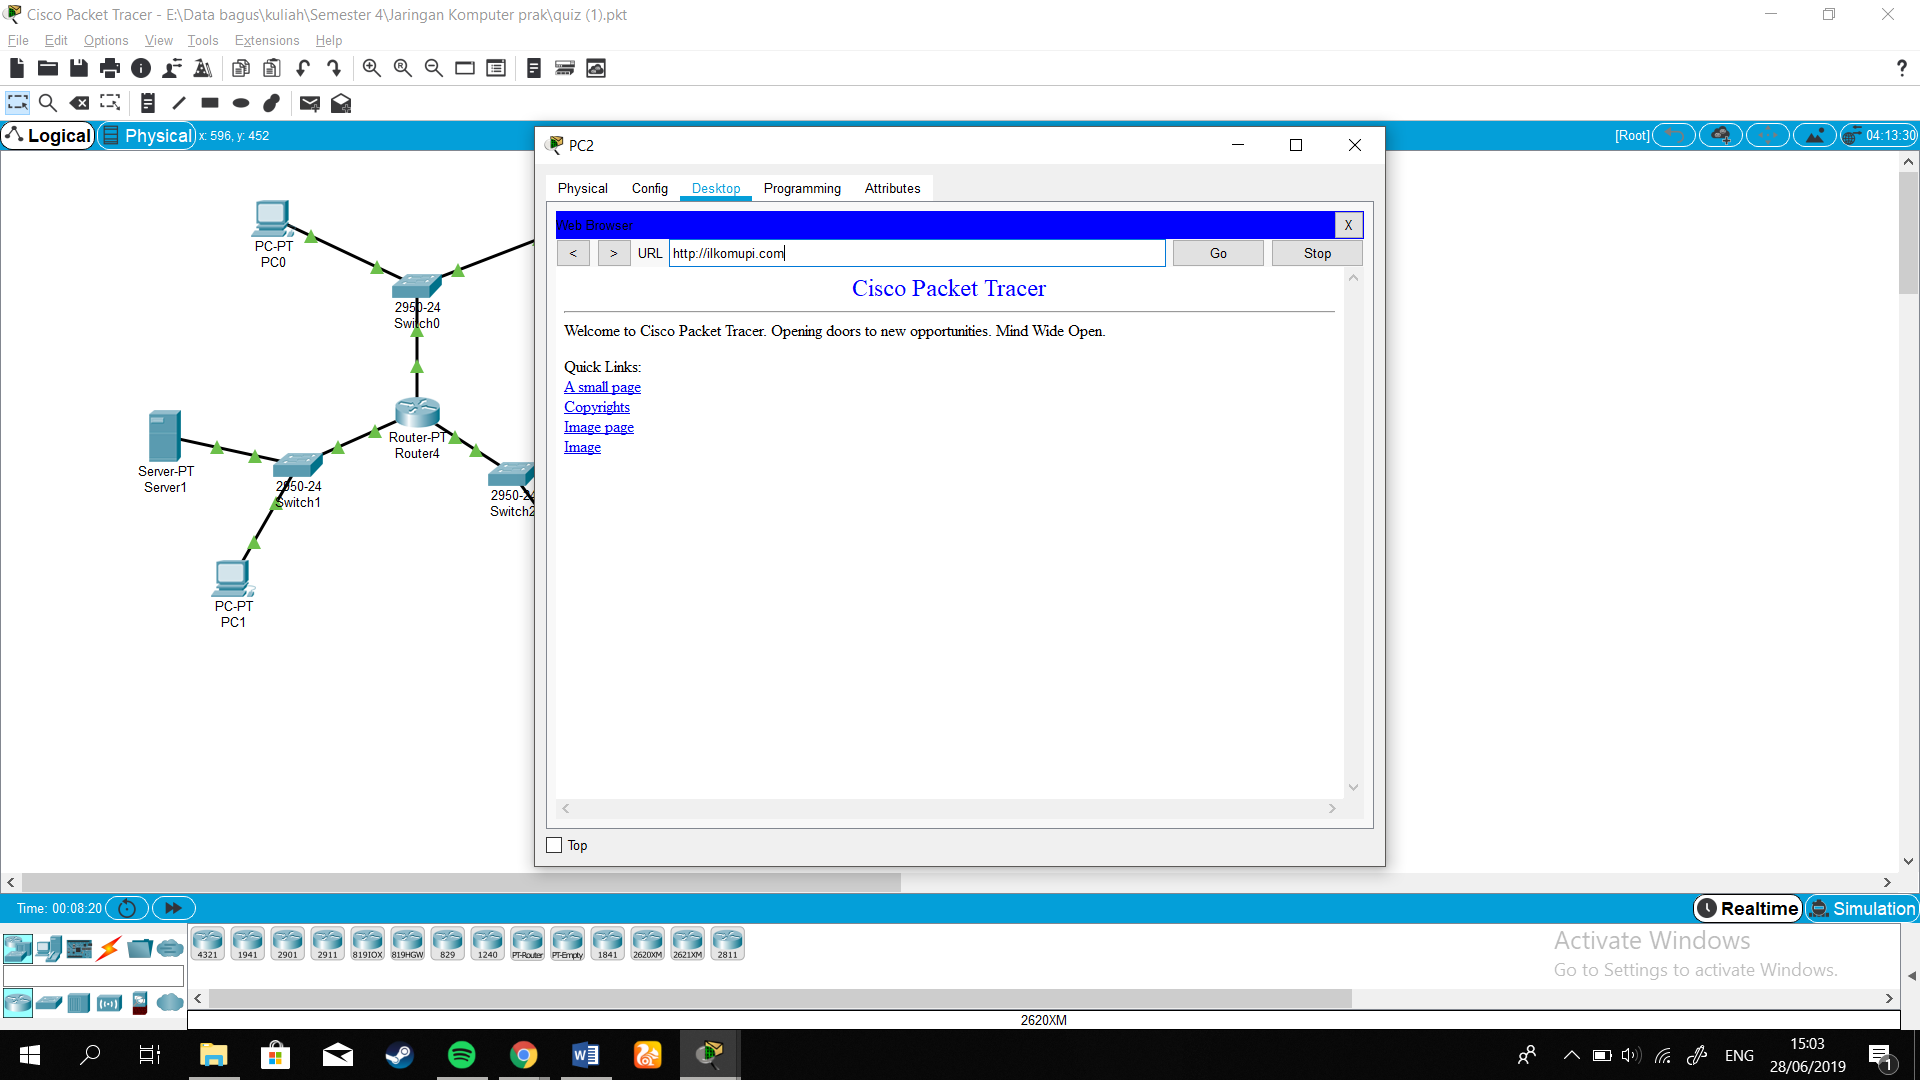 Cisco Packet Tracer - E:\Data bagus\kuliah\Semester 4\Jaringan Komputer prak\quiz (1).pkt
File Edit Options View Tools Extensions Help
?
Logical Physical x: 596, y: 452 [Root] 04:13:30
PC2
Physical Config Desktop Programming Attributes
Web Browser X
< > URL http://ilkomupi.com Go Stop
Cisco Packet Tracer
Welcome to Cisco Packet Tracer. Opening doors to new opportunities. Mind Wide Open.
Quick Links:
A small page
Copyrights
Image page
Image
Top
PC-PT
PC0
2950-24
Switch0
Router-PT
Router4
Server-PT
Server1
2950-24
Switch1
2950-24
Switch2
PC-PT
PC1
Time: 00:08:20 Realtime Simulation
4321 1941 2901 2911 819IOX 819HGW 829 1240 PT-Router PT-Empty 1841 2620XM 2621XM 2811
Activate Windows
Go to Settings to activate Windows.
2620XM
ENG
15:03
28/06/2019
1